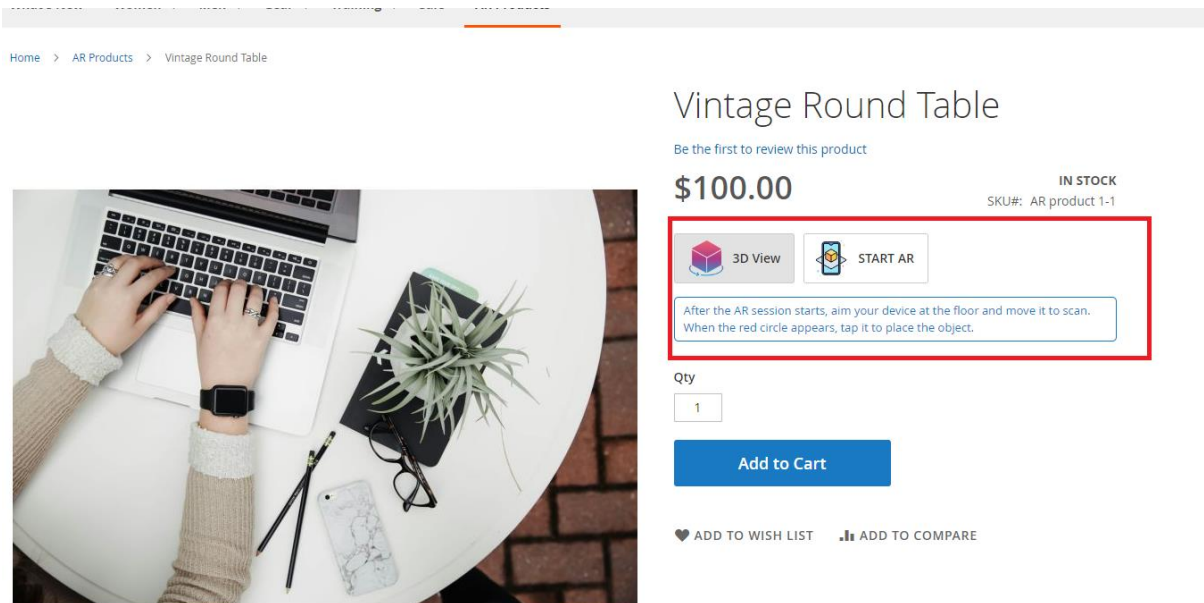 AR Products
Home > AR Products > Vintage Round Table
Vintage Round Table
Be the first to review this product
$100.00
IN STOCK
SKU#: AR product 1-1
3D View
START AR
After the AR session starts, aim your device at the floor and move it to scan.
When the red circle appears, tap it to place the object.
Qty
1
Add to Cart
ADD TO WISH LIST
ADD TO COMPARE